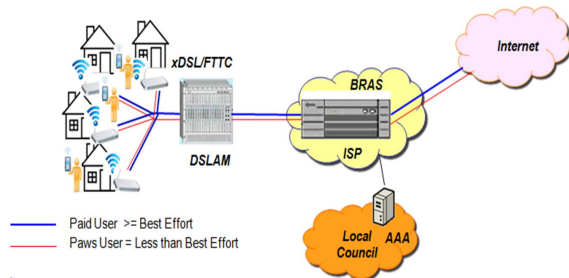 Internet
xDSL/FTTC
BRAS
DSLAM
ISP
Paid User >= Best Effort
Paws User = Less than Best Effort
Local AAA
Council